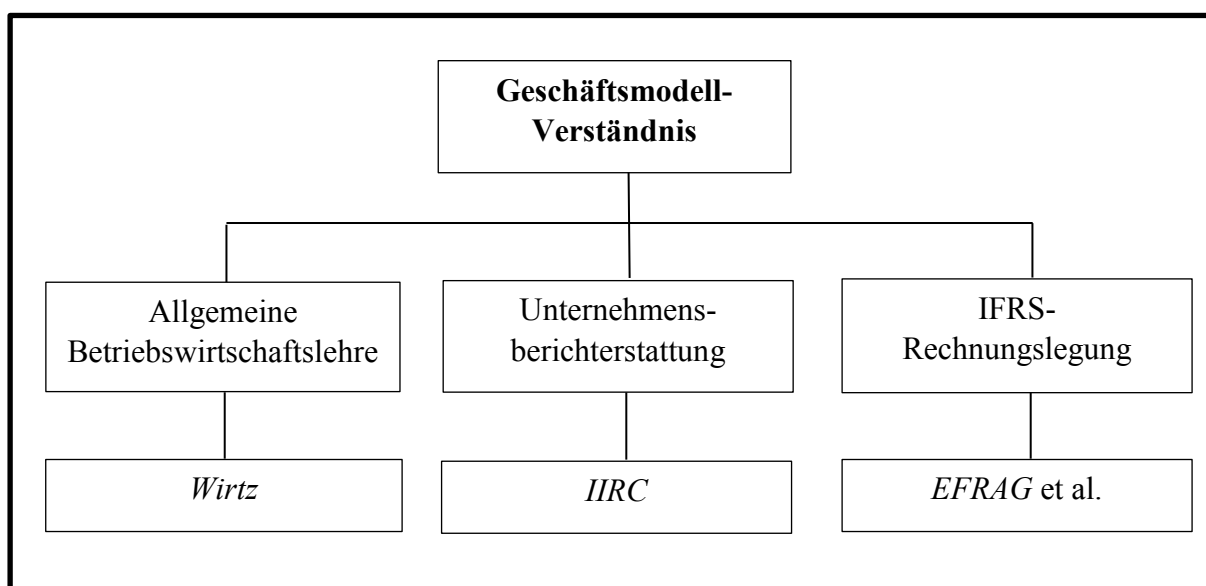 Geschäftsmodell-
Verständnis
Allgemeine
Betriebswirtschaftslehre
Unternehmens-
berichterstattung
IFRS-
Rechnungslegung
Wirtz
IIRC
EFRAG et al.